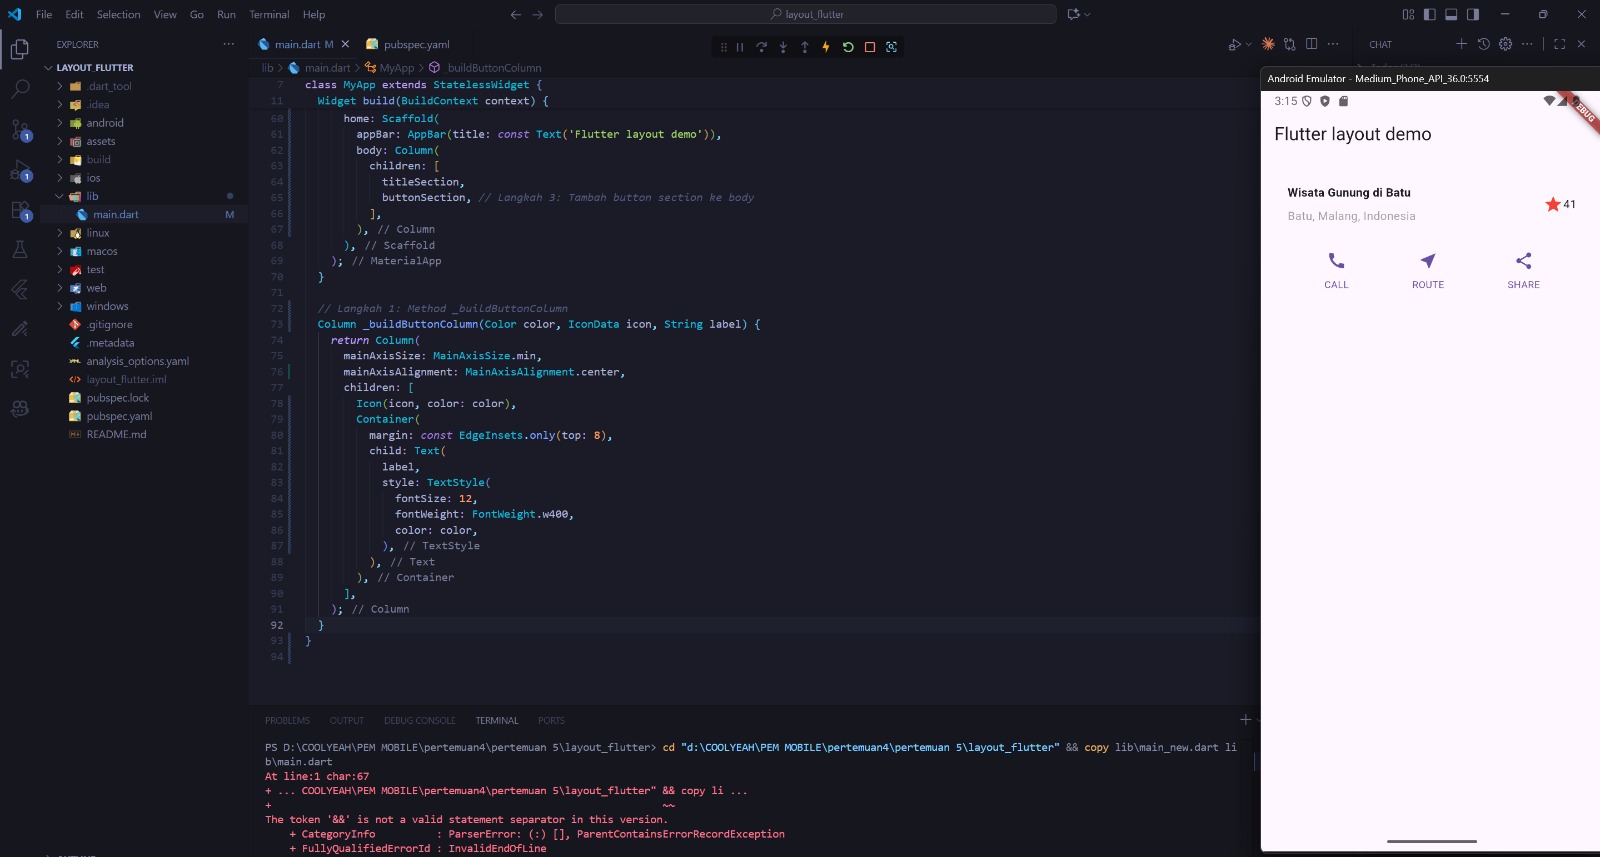 File Edit Selection View Go Run Terminal Help
layout_flutter
EXPLORER
LAYOUT_FLUTTER
.dart_tool
.idea
android
assets
build
ios
lib
main.dart M
linux
macos
test
web
windows
.gitignore
.metadata
analysis_options.yaml
layout_flutter.iml
pubspec.lock
pubspec.yaml
README.md
1
1
1
main.dart M
pubspec.yaml
lib > main.dart > MyApp > _buildButtonColumn
7 class MyApp extends StatelessWidget {
11 Widget build(BuildContext context) {
60 home: Scaffold(
61 appBar: AppBar(title: const Text('Flutter layout demo')),
62 body: Column(
63 children: [
64 titleSection,
65 buttonSection, // Langkah 3: Tambah button section ke body
66 ],
67 ), // Column
68 ), // Scaffold
69 ); // MaterialApp
70 }
71
72 // Langkah 1: Method _buildButtonColumn
73 Column _buildButtonColumn(Color color, IconData icon, String label) {
74 return Column(
75 mainAxisSize: MainAxisSize.min,
76 mainAxisAlignment: MainAxisAlignment.center,
77 children: [
78 Icon(icon, color: color),
79 Container(
80 margin: const EdgeInsets.only(top: 8),
81 child: Text(
82 label,
83 style: TextStyle(
84 fontSize: 12,
85 fontWeight: FontWeight.w400,
86 color: color,
87 ), // TextStyle
88 ), // Text
89 ), // Container
90 ],
91 ); // Column
92 }
93 }
94
PROBLEMS OUTPUT DEBUG CONSOLE TERMINAL PORTS
PS D:\COOLYEAH\PEM MOBILE\pertemuan4\pertemuan 5\layout_flutter> cd "d:\COOLYEAH\PEM MOBILE\pertemuan4\pertemuan 5\layout_flutter" && copy lib\main_new.dart li
b\main.dart
At line:1 char:67
+ ... COOLYEAH\PEM MOBILE\pertemuan4\pertemuan 5\layout_flutter" && copy li ...
+ ~~
The token '&&' is not a valid statement separator in this version.
+ CategoryInfo : ParserError: (:) [], ParentContainsErrorRecordException
+ FullyQualifiedErrorId : InvalidEndOfLine
CHAT
Android Emulator - Medium_Phone_API_36.0:5554
3:15
Flutter layout demo
Wisata Gunung di Batu
Batu, Malang, Indonesia
41
CALL
ROUTE
SHARE